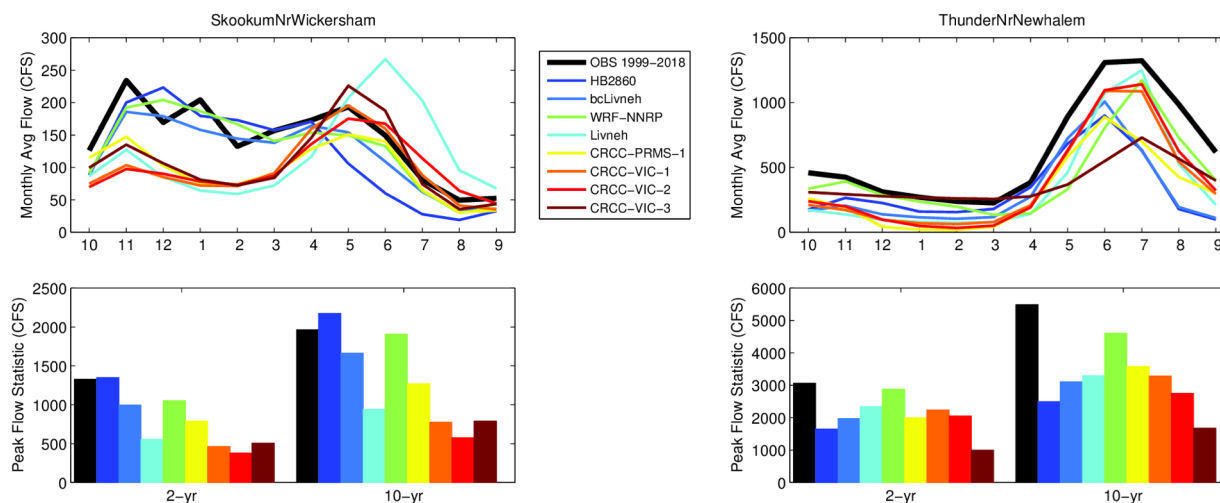 SkookumNrWickersham
Monthly Avg Flow (CFS)
300
250
200
150
100
50
0
10 11 12 1 2 3 4 5 6 7 8 9
OBS 1999-2018
HB2860
bcLivneh
WRF-NNRP
Livneh
CRCC-PRMS-1
CRCC-VIC-1
CRCC-VIC-2
CRCC-VIC-3
ThunderNrNewhalem
Monthly Avg Flow (CFS)
1500
1000
500
0
10 11 12 1 2 3 4 5 6 7 8 9
Peak Flow Statistic (CFS)
2500
2000
1500
1000
500
0
2-yr 10-yr
Peak Flow Statistic (CFS)
6000
5000
4000
3000
2000
1000
0
2-yr 10-yr